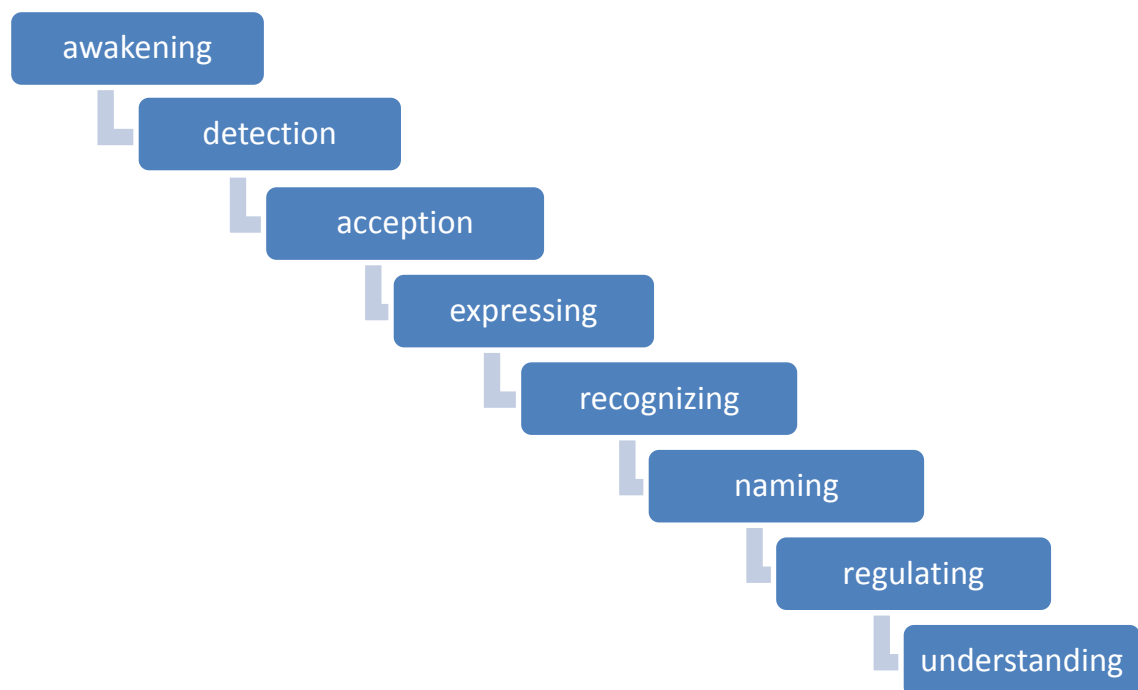 awakening
detection
acception
expressing
recognizing
naming
regulating
understanding